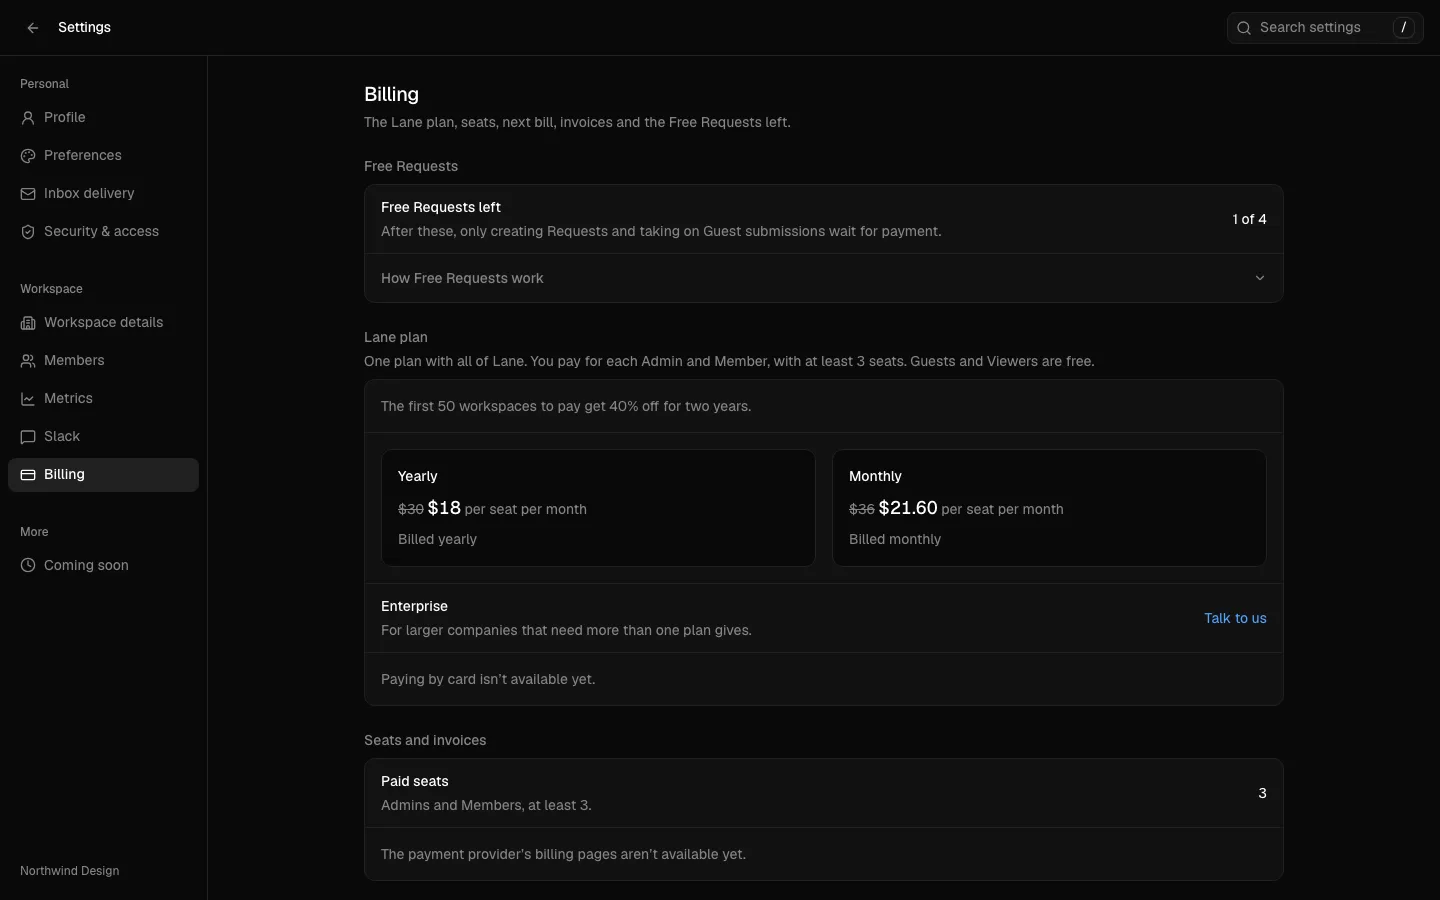 Settings
Search settings /
Personal
Profile
Preferences
Inbox delivery
Security & access
Workspace
Workspace details
Members
Metrics
Slack
Billing
More
Coming soon
Northwind Design
Billing
The Lane plan, seats, next bill, invoices and the Free Requests left.
Free Requests
Free Requests left
After these, only creating Requests and taking on Guest submissions wait for payment.
1 of 4
How Free Requests work
Lane plan
One plan with all of Lane. You pay for each Admin and Member, with at least 3 seats. Guests and Viewers are free.
The first 50 workspaces to pay get 40% off for two years.
Yearly
$30 $18 per seat per month
Billed yearly
Monthly
$36 $21.60 per seat per month
Billed monthly
Enterprise
For larger companies that need more than one plan gives.
Talk to us
Paying by card isn’t available yet.
Seats and invoices
Paid seats
Admins and Members, at least 3.
3
The payment provider’s billing pages aren’t available yet.